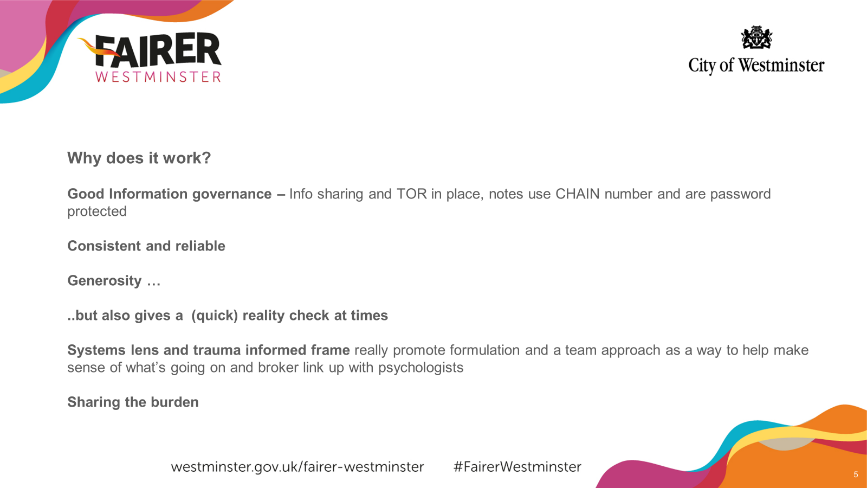 FAIRER
WESTMINSTER
City of Westminster
Why does it work?
Good Information governance – Info sharing and TOR in place, notes use CHAIN number and are password
protected
Consistent and reliable
Generosity …
..but also gives a  (quick) reality check at times
Systems lens and trauma informed frame really promote formulation and a team approach as a way to help make
sense of what’s going on and broker link up with psychologists
Sharing the burden
westminster.gov.uk/fairer-westminster #FairerWestminster
5